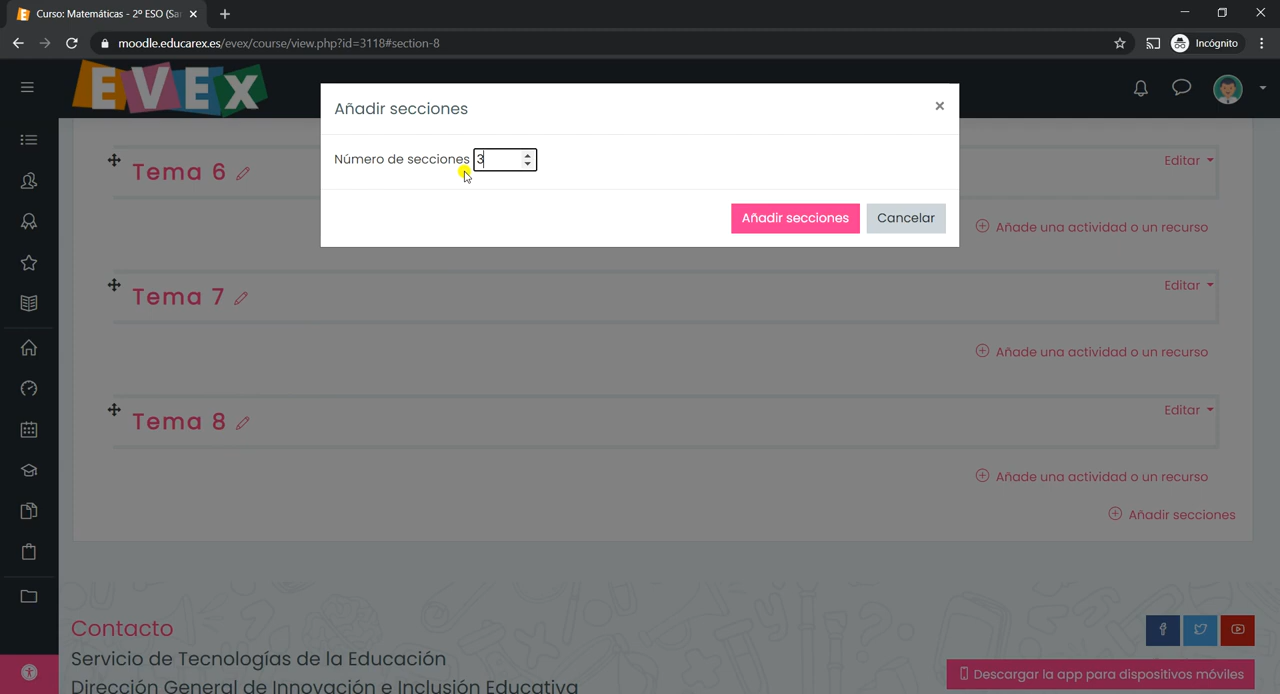 Curso: Matemáticas - 2º ESO (Sa
moodle.educarex.es/evex/course/view.php?id=3118#section-8
Incógnito
EVEX
Añadir secciones
×
Número de secciones 3
Añadir secciones
Cancelar
Tema 6
Editar
Añade una actividad o un recurso
Tema 7
Editar
Añade una actividad o un recurso
Tema 8
Editar
Añade una actividad o un recurso
Añadir secciones
Contacto
Servicio de Tecnologías de la Educación
Dirección General de Innovación e Inclusión Educativa
Descargar la app para dispositivos móviles